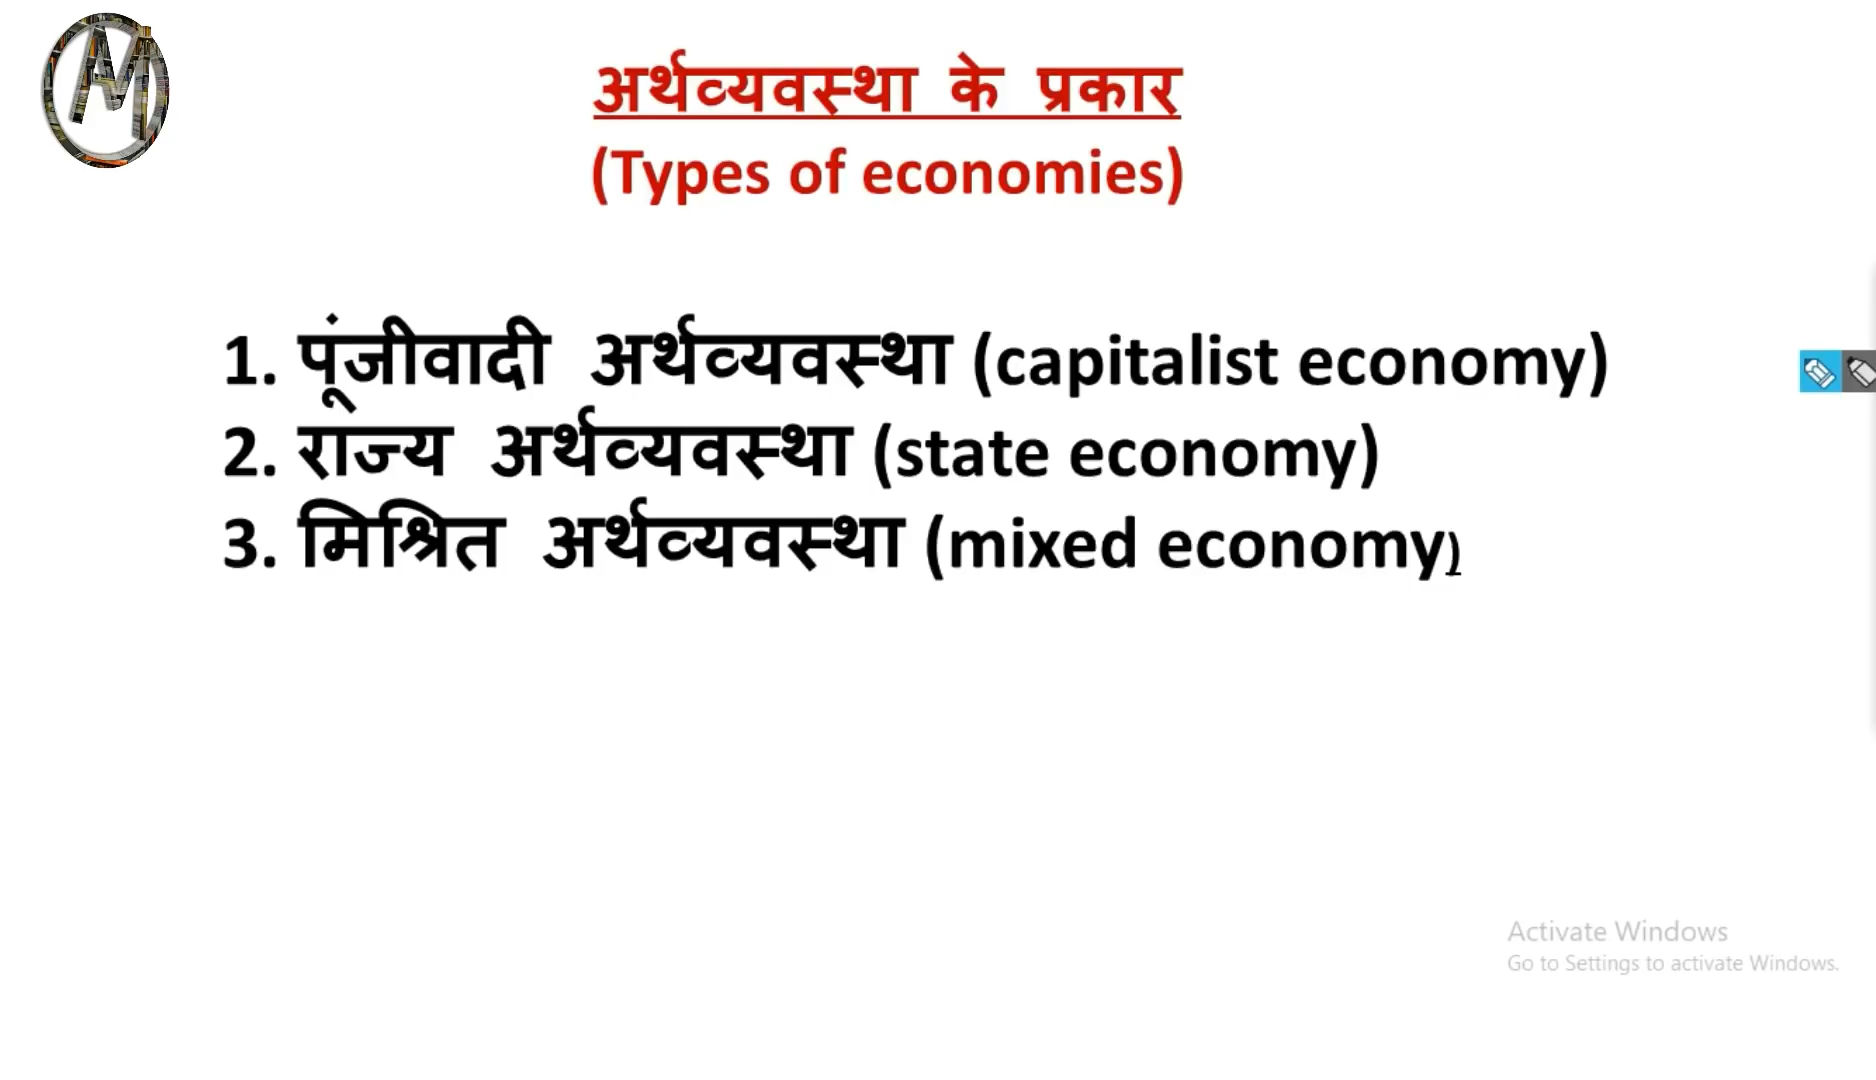 अर्थव्यवस्था के प्रकार
(Types of economies)
1. पूंजीवादी अर्थव्यवस्था (capitalist economy)
2. राज्य अर्थव्यवस्था (state economy)
3. मिश्रित अर्थव्यवस्था (mixed economy)
Activate Windows
Go to Settings to activate Windows.